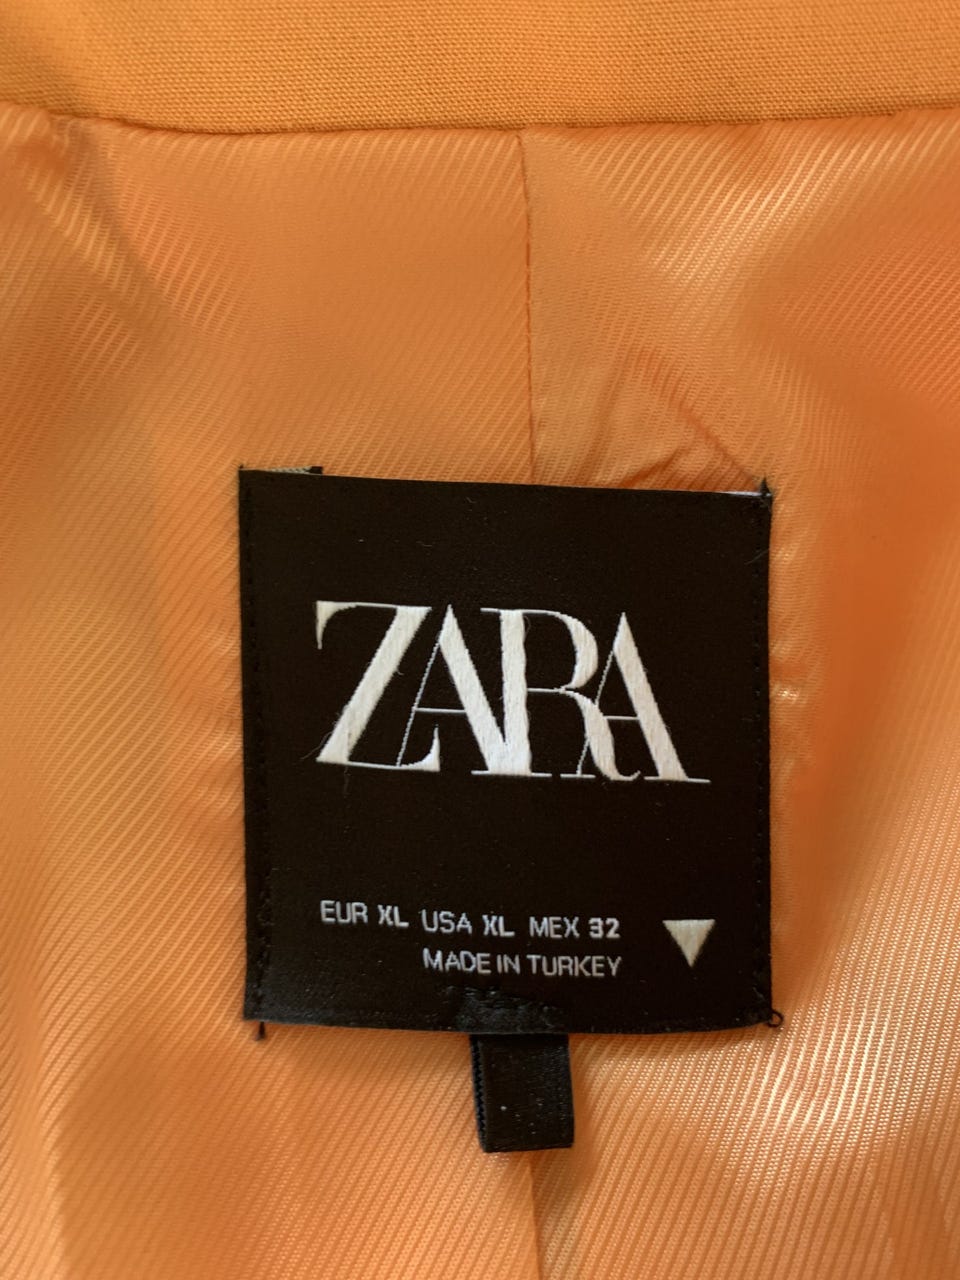 ZARA
EUR XL USA XL MEX 32
MADE IN TURKEY